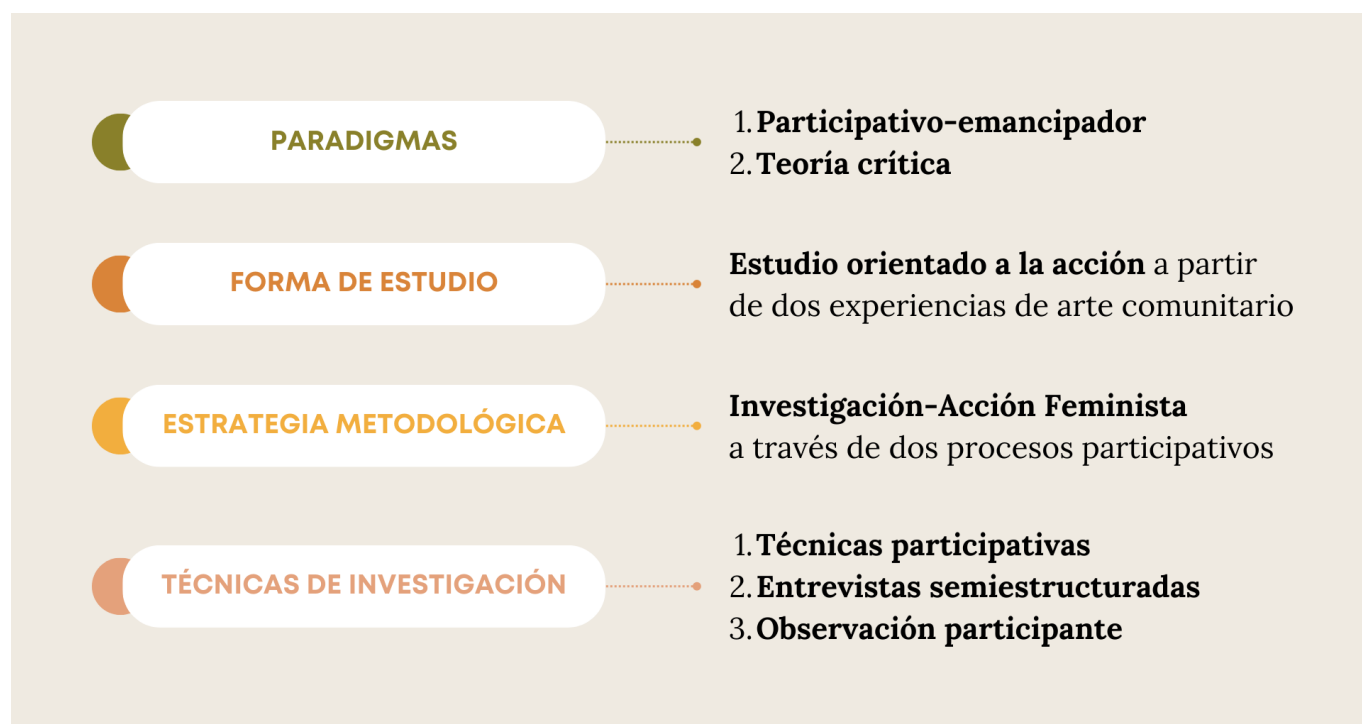 PARADIGMAS
1. Participativo-emancipador
2. Teoría crítica
FORMA DE ESTUDIO
Estudio orientado a la acción a partir
de dos experiencias de arte comunitario
ESTRATEGIA METODOLÓGICA
Investigación-Acción Feminista
a través de dos procesos participativos
TÉCNICAS DE INVESTIGACIÓN
1. Técnicas participativas
2. Entrevistas semiestructuradas
3. Observación participante